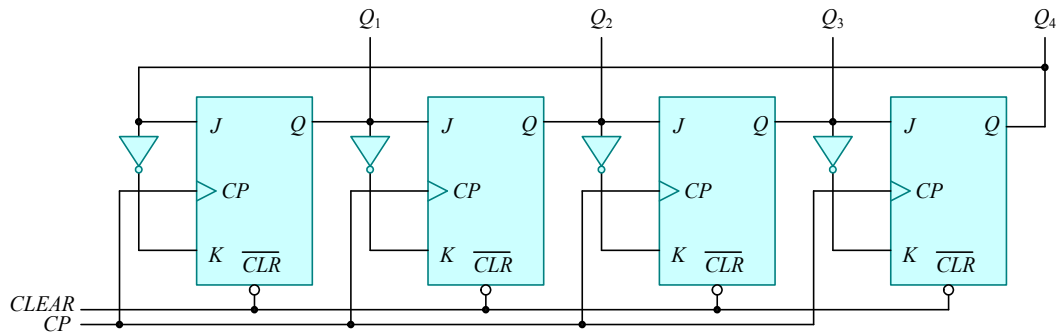 Q1 Q2 Q3 Q4
J Q J Q J Q J Q
CP CP CP CP
K K K K
CLR CLR CLR CLR
CLEAR
CP